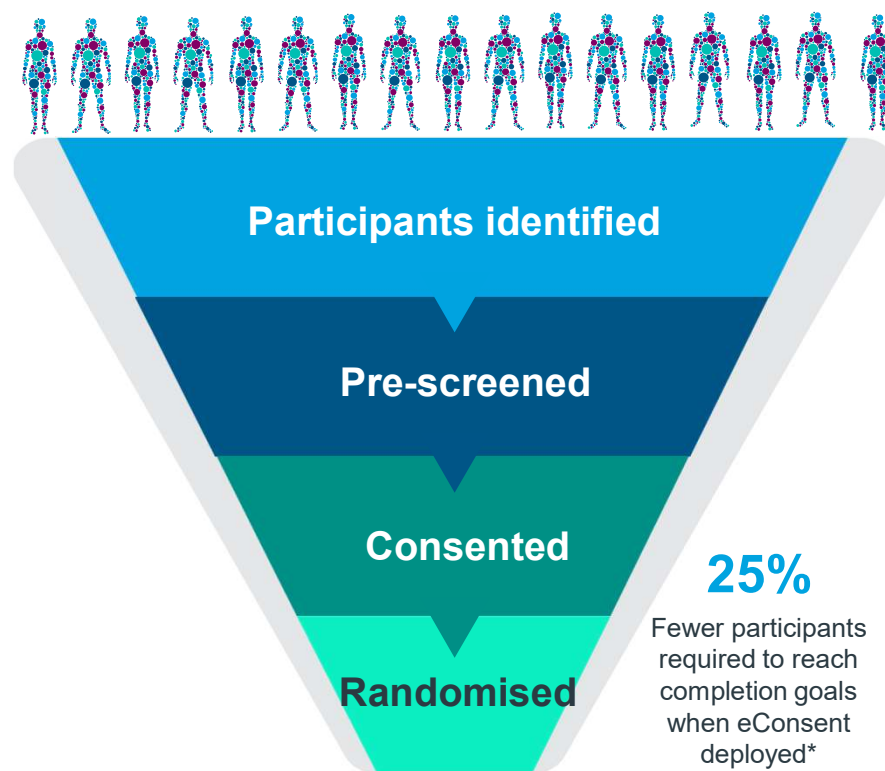 Participants identified
Pre-screened
Consented
Randomised
25%
Fewer participants
required to reach
completion goals
when eConsent
deployed*